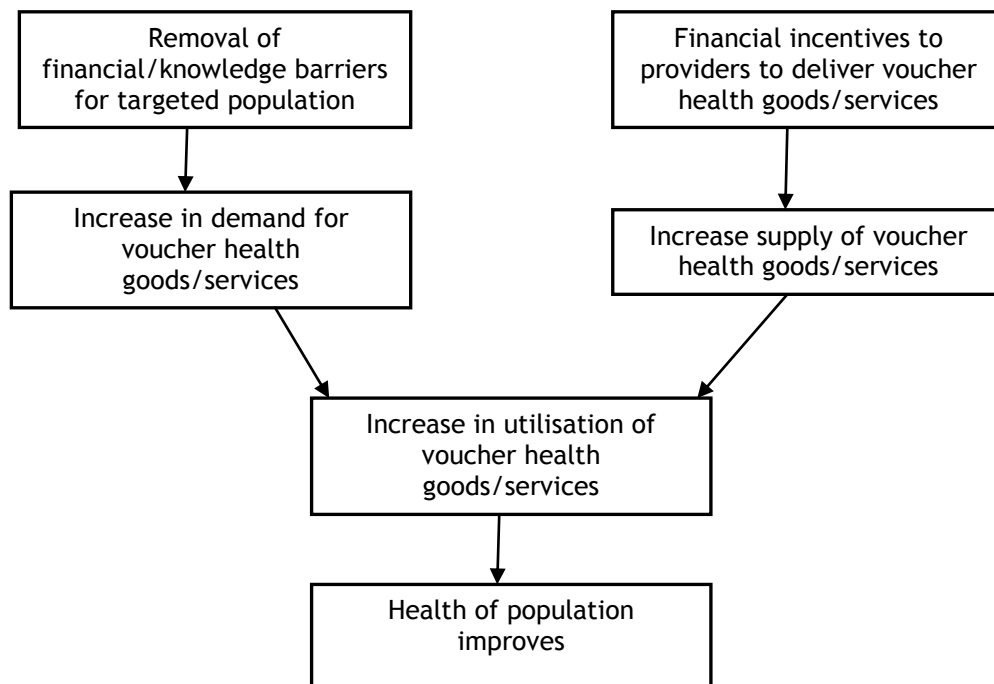 Removal of
financial/knowledge barriers
for targeted population
Financial incentives to
providers to deliver voucher
health goods/services
Increase in demand for
voucher health
goods/services
Increase supply of voucher
health goods/services
Increase in utilisation of
voucher health
goods/services
Health of population
improves